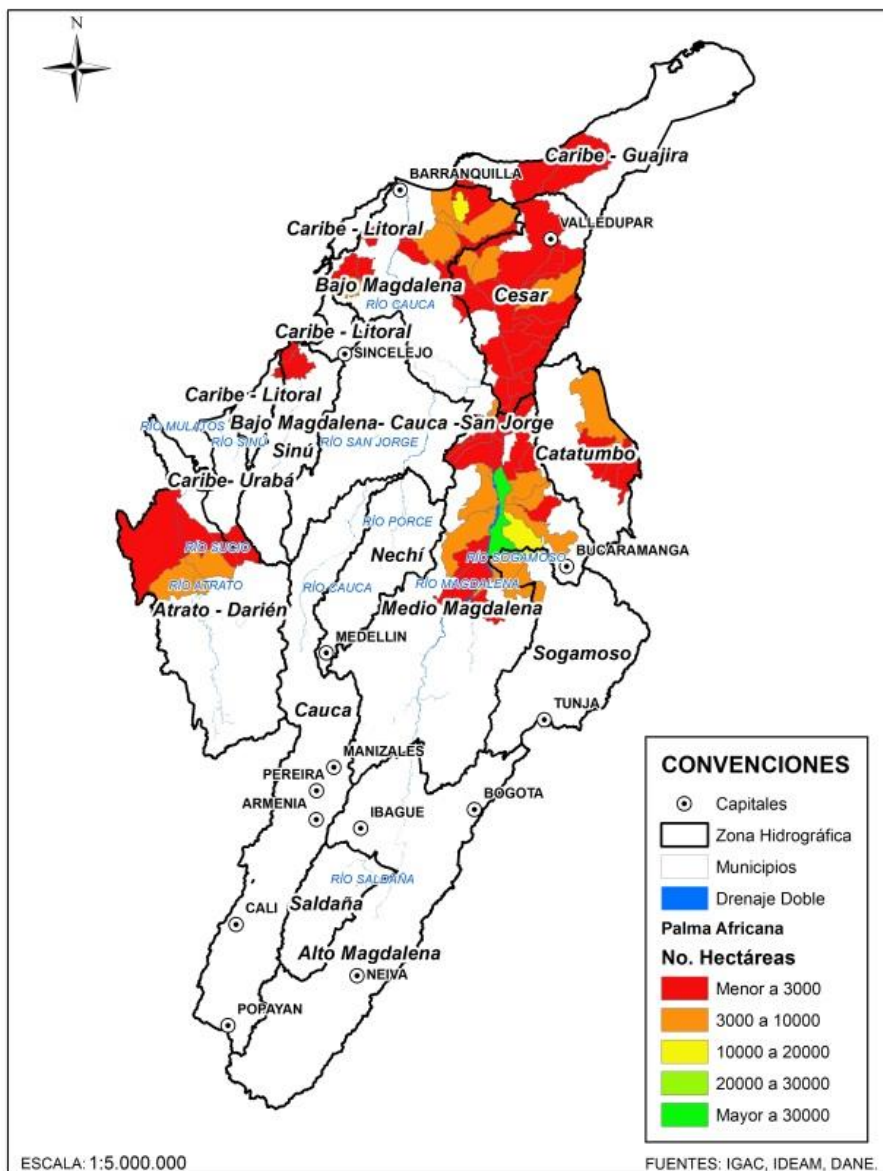 N
Caribe - Guajira
BARRANQUILLA
VALLEDUPAR
Caribe - Litoral
Bajo Magdalena
Cesar
RÍO CAUCA
Caribe - Litoral
SINCELEJO
Caribe - Litoral
RÍO MULATOS
Bajo Magdalena- Cauca -San Jorge
RÍO SINÚ
RÍO SAN JORGE
Sinú
Catatumbo
Caribe- Urabá
RÍO PORCE
RÍO SUCIO
Nechí
RÍO SOGAMOSO
BUCARAMANGA
RÍO ATRATO
RÍO CAUCA
RÍO MAGDALENA
Atrato - Darién
Medio Magdalena
MEDELLIN
Sogamoso
Cauca
TUNJA
MANIZALES
PEREIRA
ARMENIA
IBAGUE
BOGOTA
RÍO SALDAÑA
Saldaña
CALI
Alto Magdalena
NEIVA
POPAYAN
CONVENCIONES
Capitales
Zona Hidrográfica
Municipios
Drenaje Doble
Palma Africana
No. Hectáreas
Menor a 3000
3000 a 10000
10000 a 20000
20000 a 30000
Mayor a 30000
ESCALA: 1:5.000.000
FUENTES: IGAC, IDEAM, DANE.